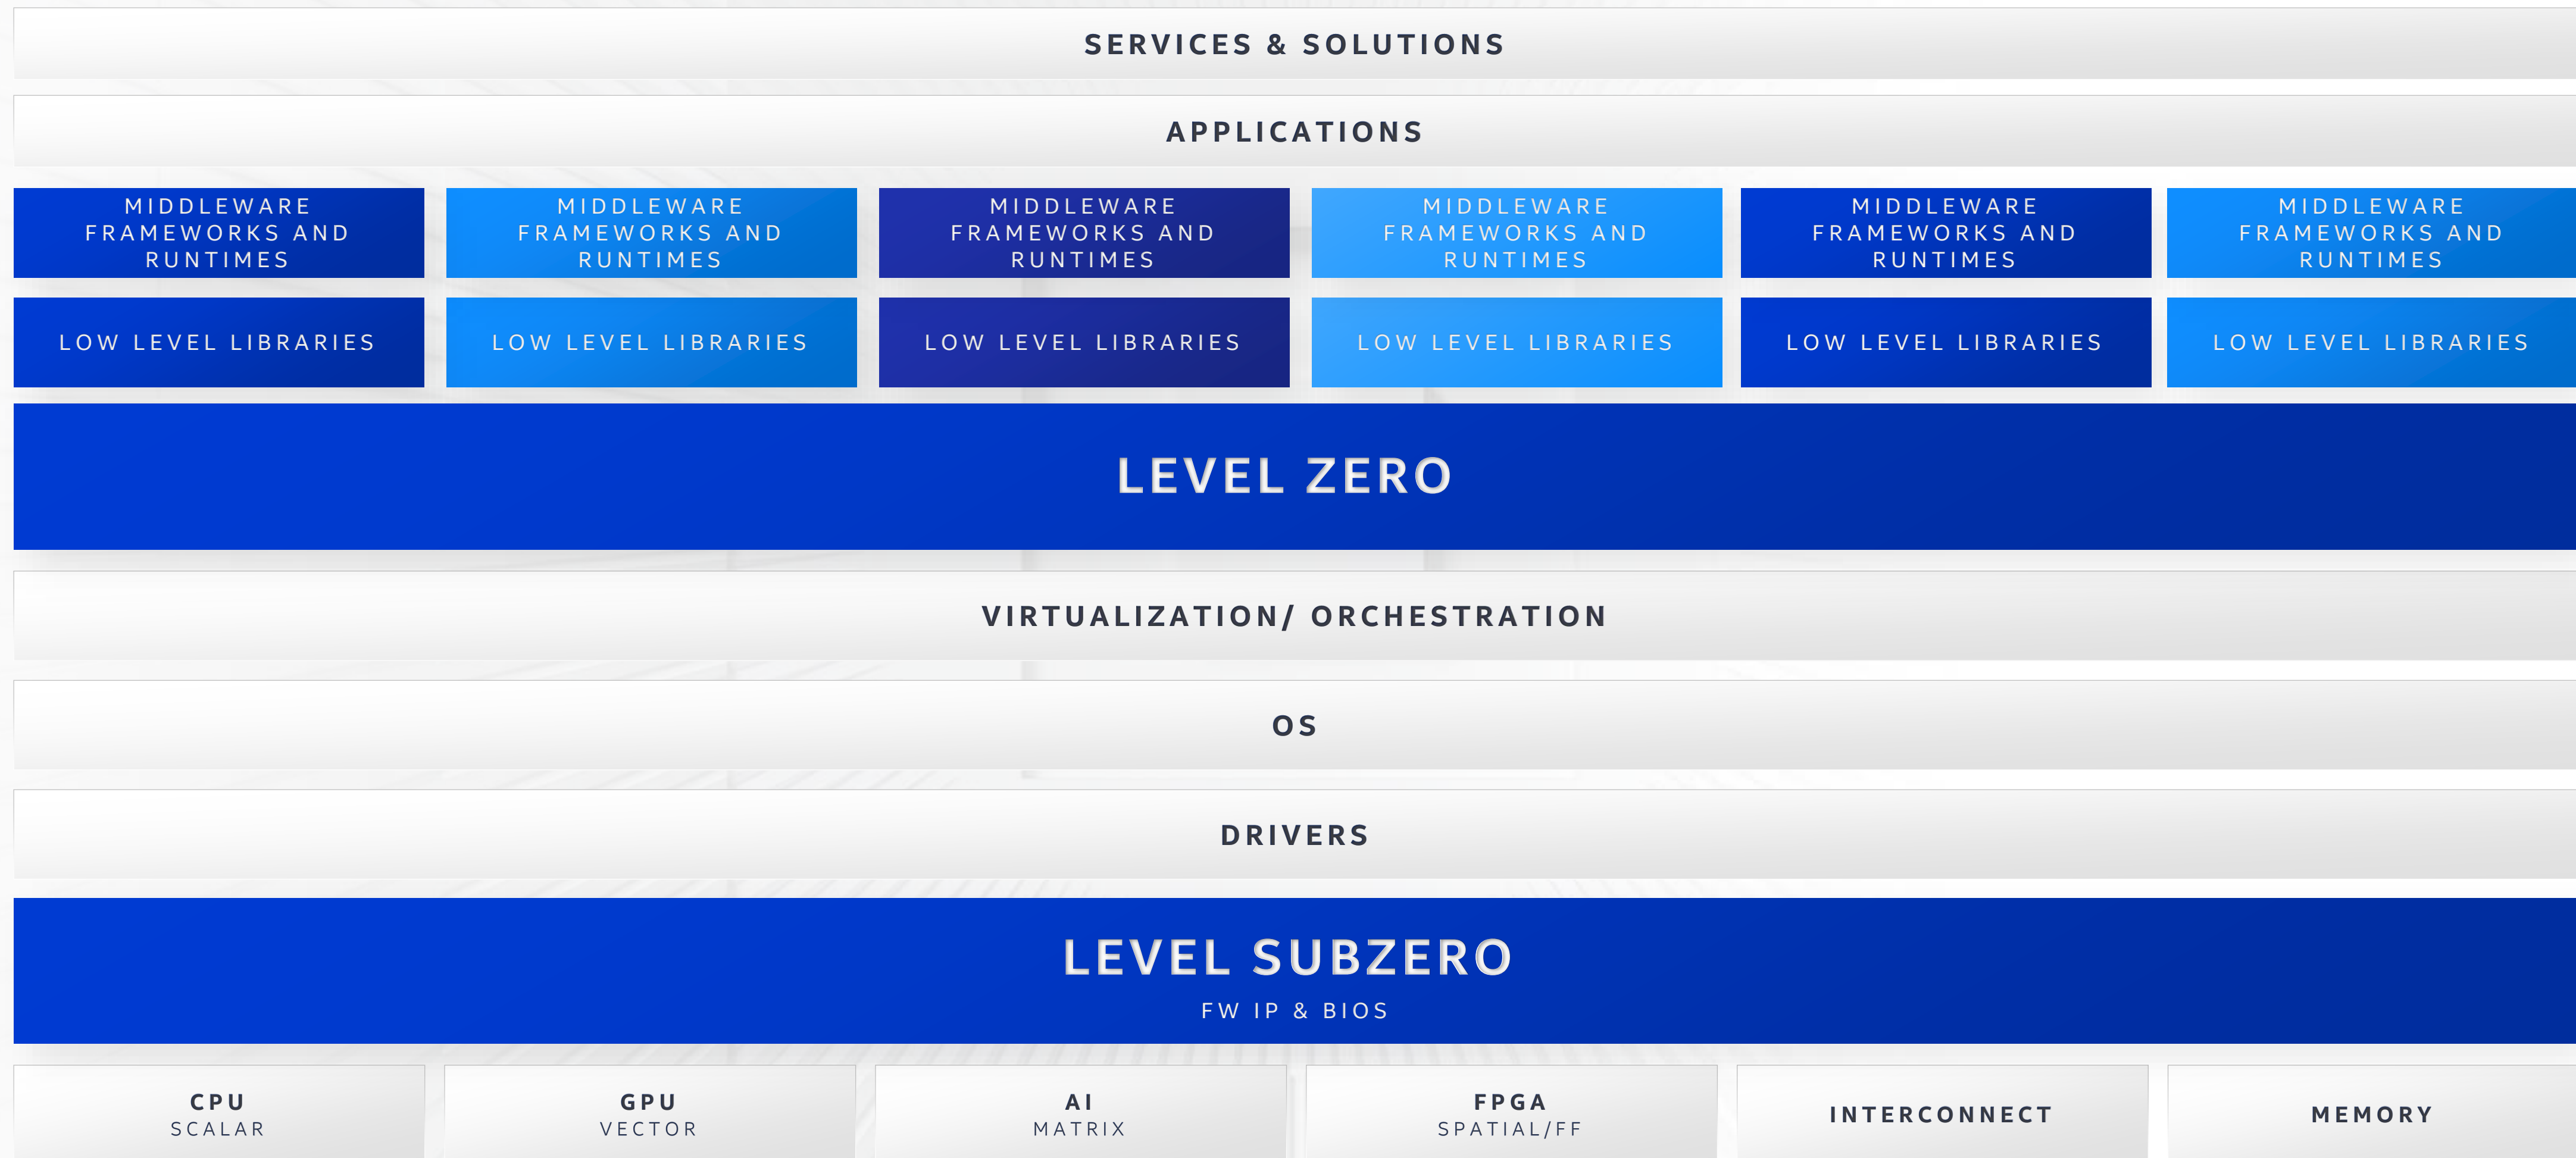 SERVICES & SOLUTIONS
APPLICATIONS
MIDDLEWARE
FRAMEWORKS AND
RUNTIMES
MIDDLEWARE
FRAMEWORKS AND
RUNTIMES
MIDDLEWARE
FRAMEWORKS AND
RUNTIMES
MIDDLEWARE
FRAMEWORKS AND
RUNTIMES
MIDDLEWARE
FRAMEWORKS AND
RUNTIMES
MIDDLEWARE
FRAMEWORKS AND
RUNTIMES
LOW LEVEL LIBRARIES
LOW LEVEL LIBRARIES
LOW LEVEL LIBRARIES
LOW LEVEL LIBRARIES
LOW LEVEL LIBRARIES
LOW LEVEL LIBRARIES
LEVEL ZERO
VIRTUALIZATION/ ORCHESTRATION
OS
DRIVERS
LEVEL SUBZERO
FW IP & BIOS
CPU
SCALAR
GPU
VECTOR
AI
MATRIX
FPGA
SPATIAL/FF
INTERCONNECT
MEMORY